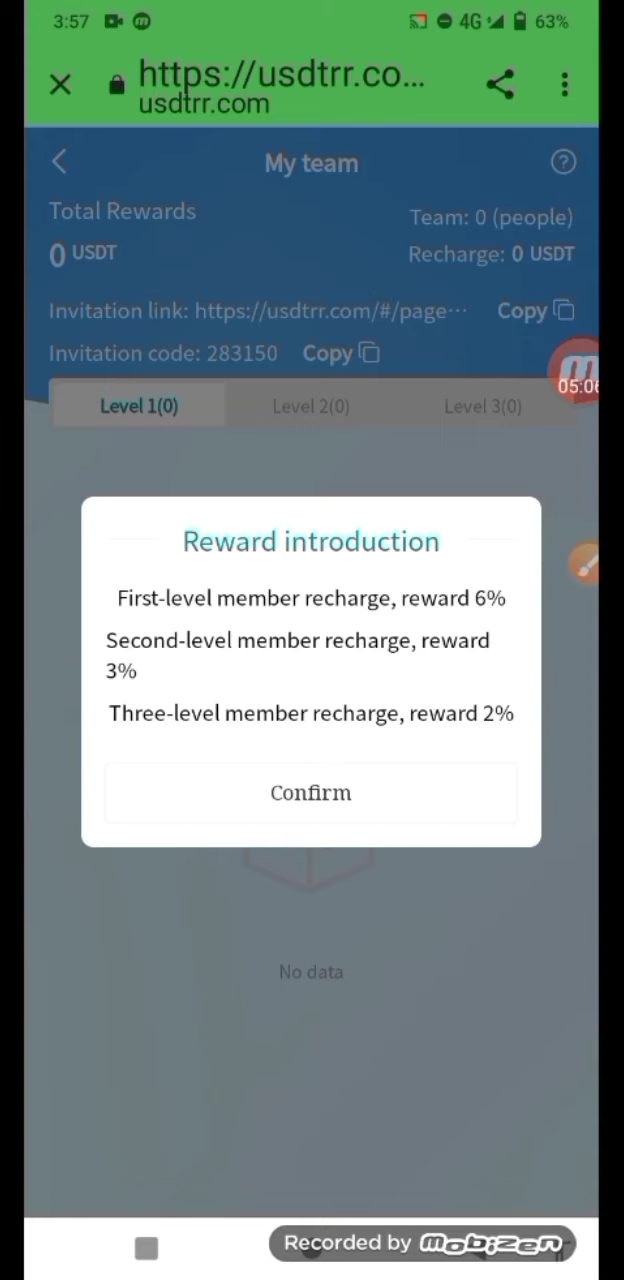 3:57 4G 63%
https://usdtrr.co...
usdtrr.com
My team
Total Rewards
Team: 0 (people)
0 USDT
Recharge: 0 USDT
Invitation link: https://usdtrr.com/#/page··· Copy
Invitation code: 283150 Copy
05:06
Level 1(0) Level 2(0) Level 3(0)
Reward introduction
First-level member recharge, reward 6%
Second-level member recharge, reward
3%
Three-level member recharge, reward 2%
Confirm
No data
Recorded by mobizen